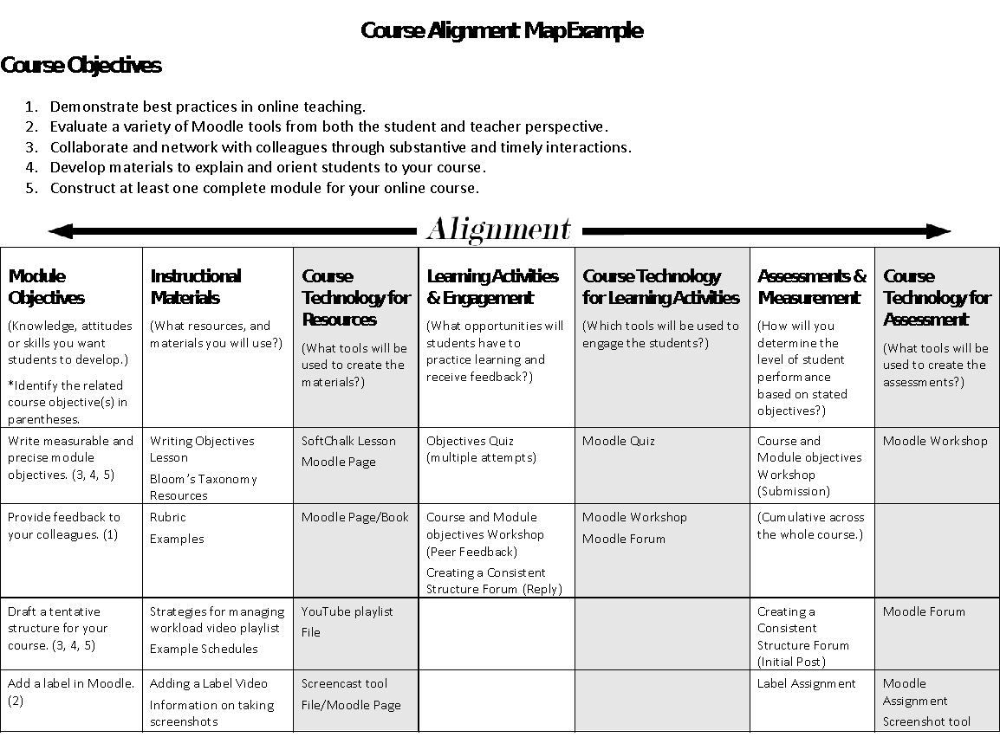 Course Alignment Map Example
Course Objectives
1. Demonstrate best practices in online teaching.
2. Evaluate a variety of Moodle tools from both the student and teacher perspective.
3. Collaborate and network with colleagues through substantive and timely interactions.
4. Develop materials to explain and orient students to your course.
5. Construct at least one complete module for your online course.
Alignment
Module
Objectives
(Knowledge, attitudes
or skills you want
students to develop.)
*Identify the related
course objective(s) in
parentheses.
Instructional
Materials
(What resources, and
materials you will use?)
Course
Technology for
Resources
(What tools will be
used to create the
materials?)
Learning Activities
& Engagement
(What opportunities will
students have to
practice learning and
receive feedback?)
Course Technology
for Learning Activities
(Which tools will be used to
engage the students?)
Assessments &
Measurement
(How will you
determine the
level of student
performance
based on stated
objectives?)
Course
Technology for
Assessment
(What tools will be
used to create the
assessments?)
Write measurable and
precise module
objectives. (3, 4, 5)
Writing Objectives
Lesson
Bloom's Taxonomy
Resources
SoftChalk Lesson
Moodle Page
Objectives Quiz
(multiple attempts)
Moodle Quiz
Course and
Module objectives
Workshop
(Submission)
Moodle Workshop
Provide feedback to
your colleagues. (1)
Rubric
Examples
Moodle Page/Book
Course and Module
objectives Workshop
(Peer Feedback)
Creating a Consistent
Structure Forum (Reply)
Moodle Workshop
Moodle Forum
(Cumulative across
the whole course.)
Draft a tentative
structure for your
course. (3, 4, 5)
Strategies for managing
workload video playlist
Example Schedules
YouTube playlist
File
Creating a
Consistent
Structure Forum
(Initial Post)
Moodle Forum
Add a label in Moodle.
(2)
Adding a Label Video
Information on taking
screenshots
Screencast tool
File/Moodle Page
Label Assignment
Moodle
Assignment
Screenshot tool